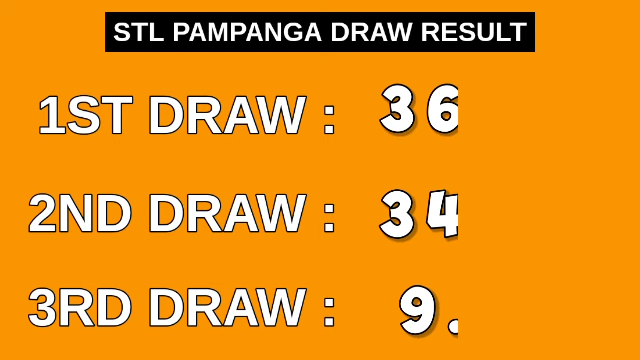 STL PAMPANGA DRAW RESULT
1ST DRAW : 36
2ND DRAW : 34
3RD DRAW : 9.